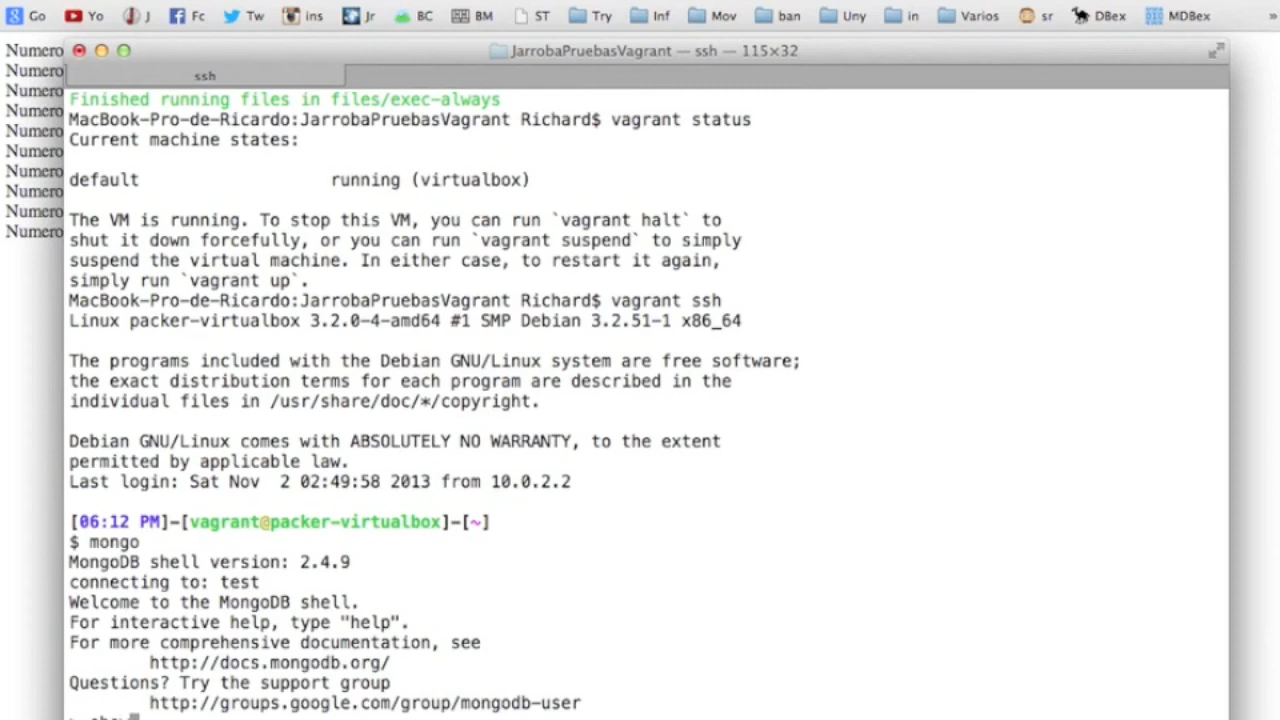 Go Yo J Fc Tw ins Jr BC BM ST Try Inf Mov ban Uny in Varios sr DBex MDBex »
JarrobaPruebasVagrant — ssh — 115×32
ssh
Numero
Numero
Numero
Numero
Numero
Numero
Numero
Numero
Numero
Numero
Finished running files in files/exec-always
MacBook-Pro-de-Ricardo:JarrobaPruebasVagrant Richard$ vagrant status
Current machine states:
default running (virtualbox)
The VM is running. To stop this VM, you can run `vagrant halt` to
shut it down forcefully, or you can run `vagrant suspend` to simply
suspend the virtual machine. In either case, to restart it again,
simply run `vagrant up`.
MacBook-Pro-de-Ricardo:JarrobaPruebasVagrant Richard$ vagrant ssh
Linux packer-virtualbox 3.2.0-4-amd64 #1 SMP Debian 3.2.51-1 x86_64
The programs included with the Debian GNU/Linux system are free software;
the exact distribution terms for each program are described in the
individual files in /usr/share/doc/*/copyright.
Debian GNU/Linux comes with ABSOLUTELY NO WARRANTY, to the extent
permitted by applicable law.
Last login: Sat Nov  2 02:49:58 2013 from 10.0.2.2
[06:12 PM]-[vagrant@packer-virtualbox]-[~]
$ mongo
MongoDB shell version: 2.4.9
connecting to: test
Welcome to the MongoDB shell.
For interactive help, type "help".
For more comprehensive documentation, see
http://docs.mongodb.org/
Questions? Try the support group
http://groups.google.com/group/mongodb-user